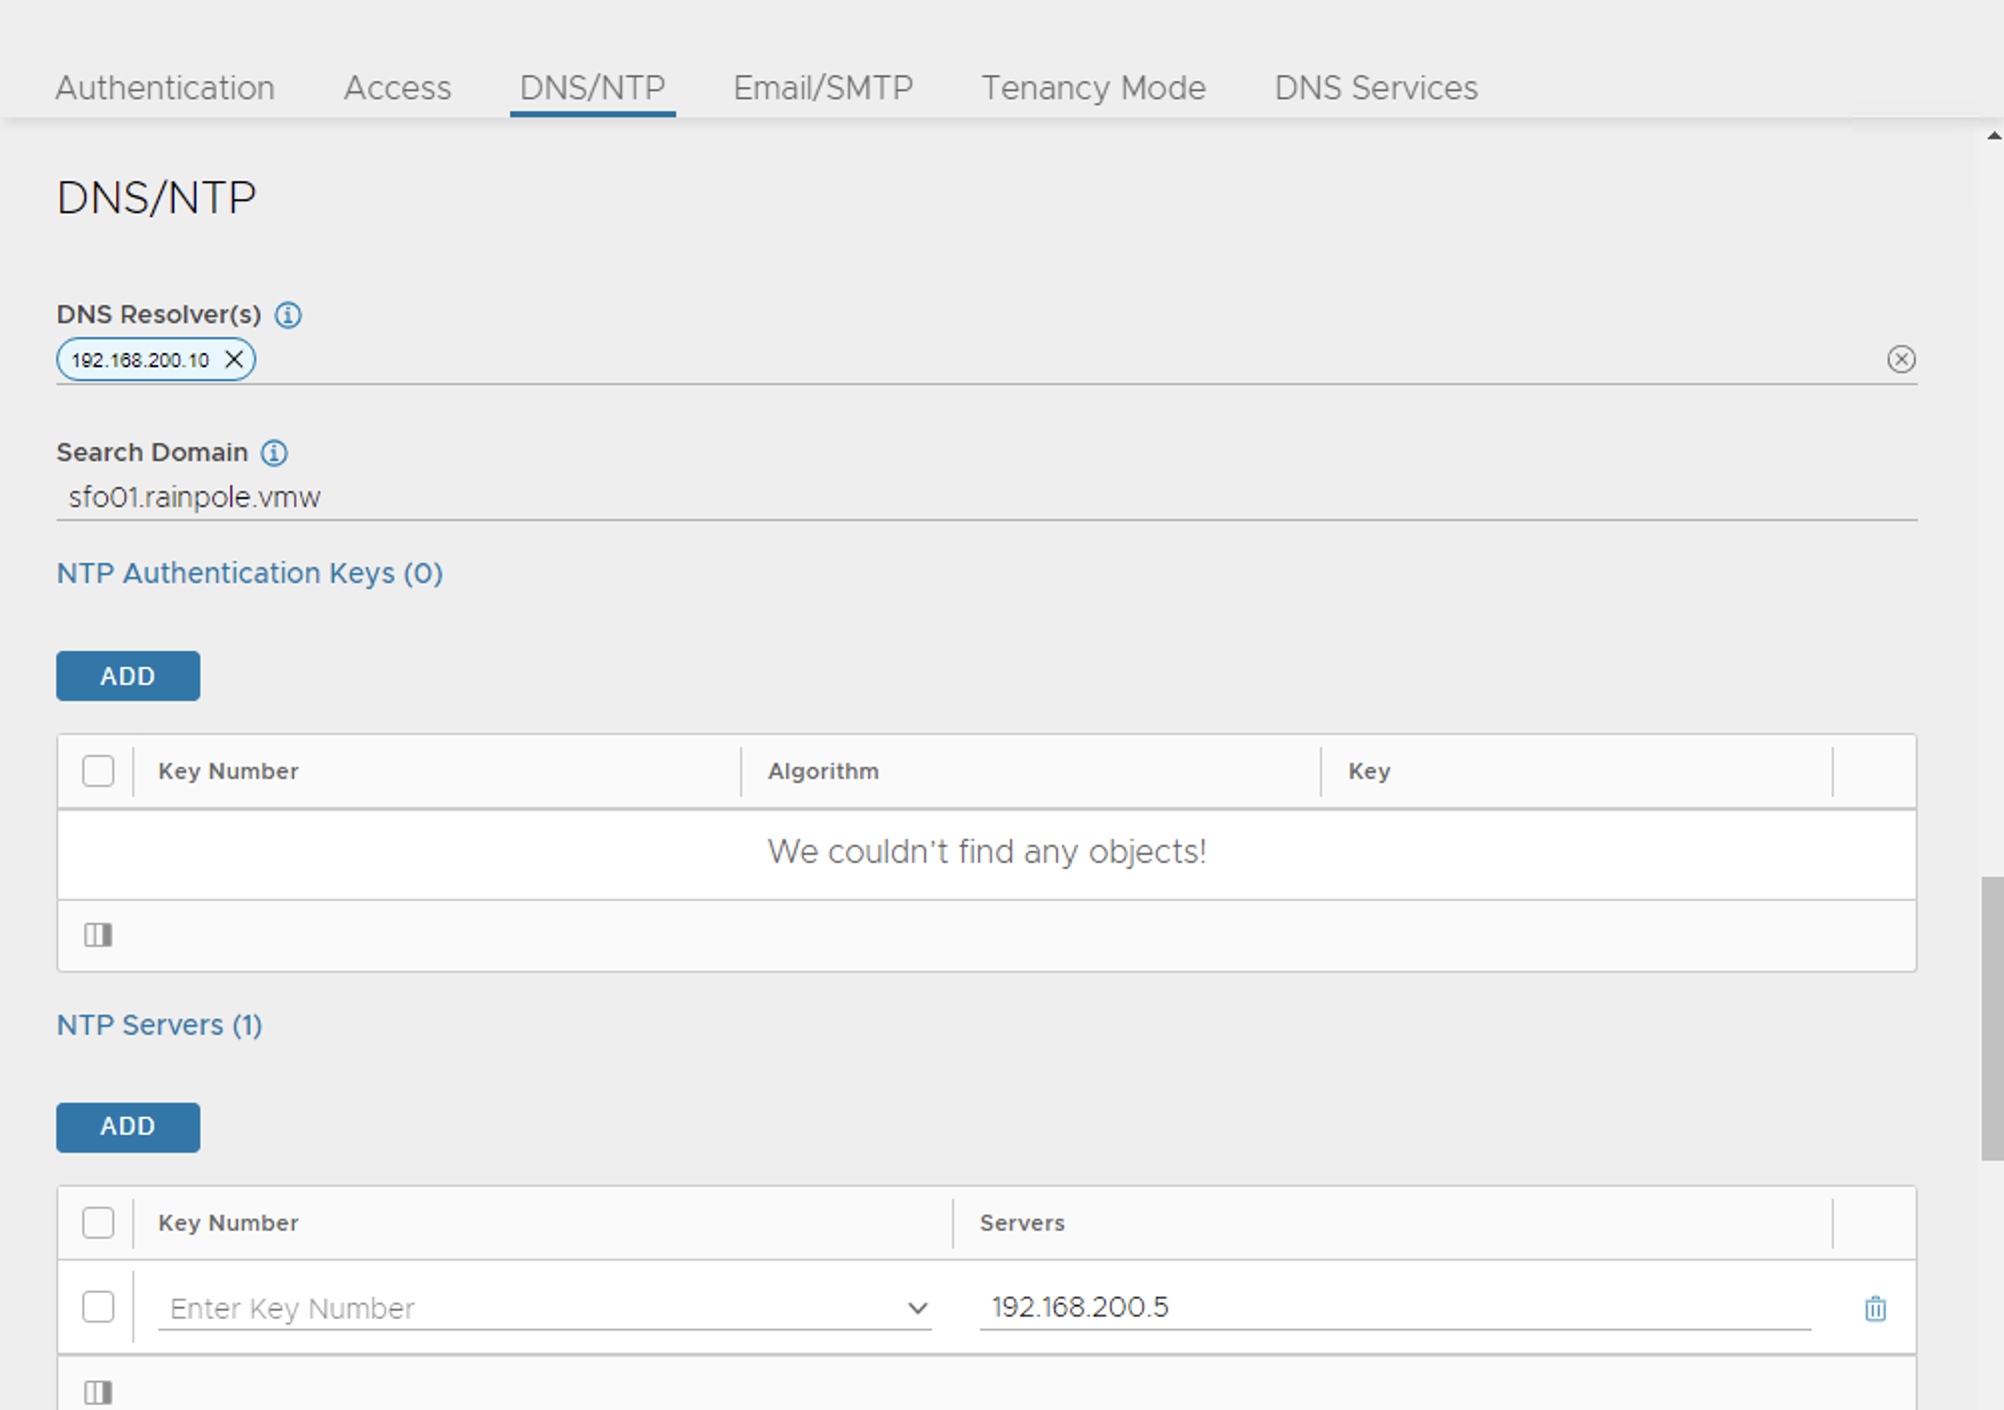 Authentication Access DNS/NTP Email/SMTP Tenancy Mode DNS Services
DNS/NTP
DNS Resolver(s)
192.168.200.10
Search Domain
sfo01.rainpole.vmw
NTP Authentication Keys (0)
ADD
Key Number Algorithm Key
We couldn't find any objects!
NTP Servers (1)
ADD
Key Number Servers
Enter Key Number 192.168.200.5